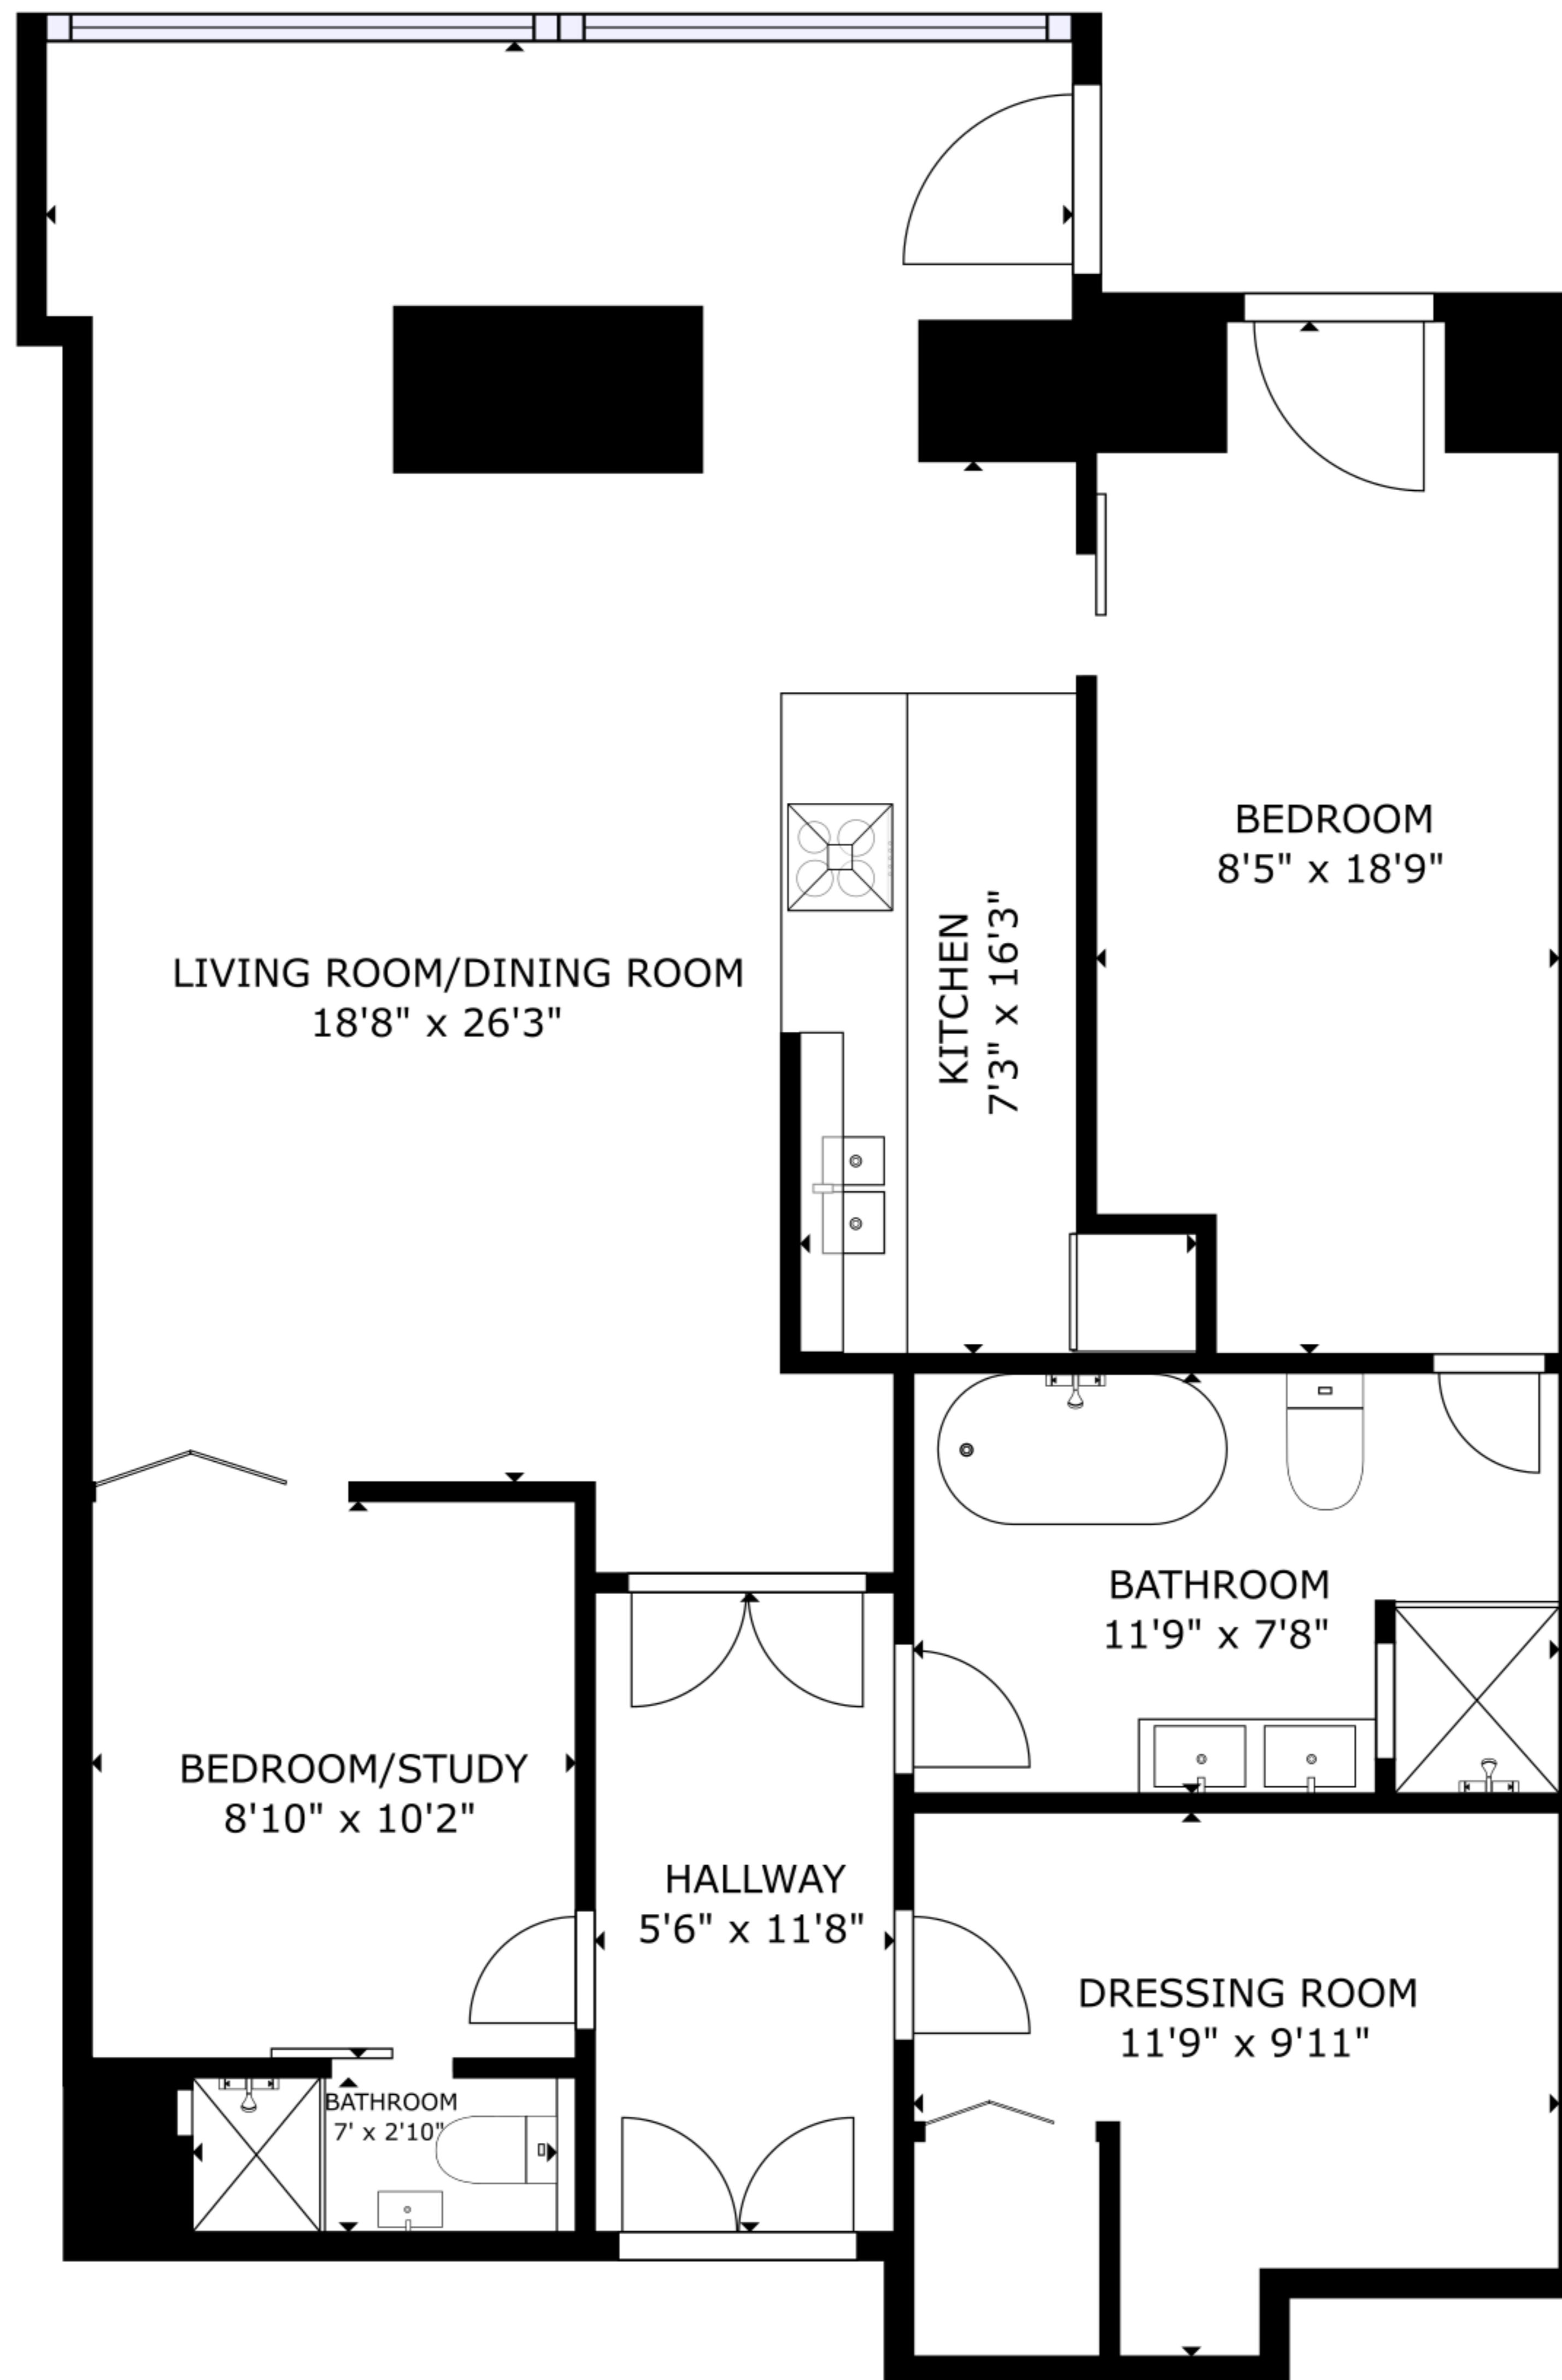 BEDROOM
8'5" x 18'9"
LIVING ROOM/DINING ROOM
18'8" x 26'3"
KITCHEN
7'3" x 16'3"
BATHROOM
11'9" x 7'8"
BEDROOM/STUDY
8'10" x 10'2"
HALLWAY
5'6" x 11'8"
DRESSING ROOM
11'9" x 9'11"
BATHROOM
7' x 2'10"